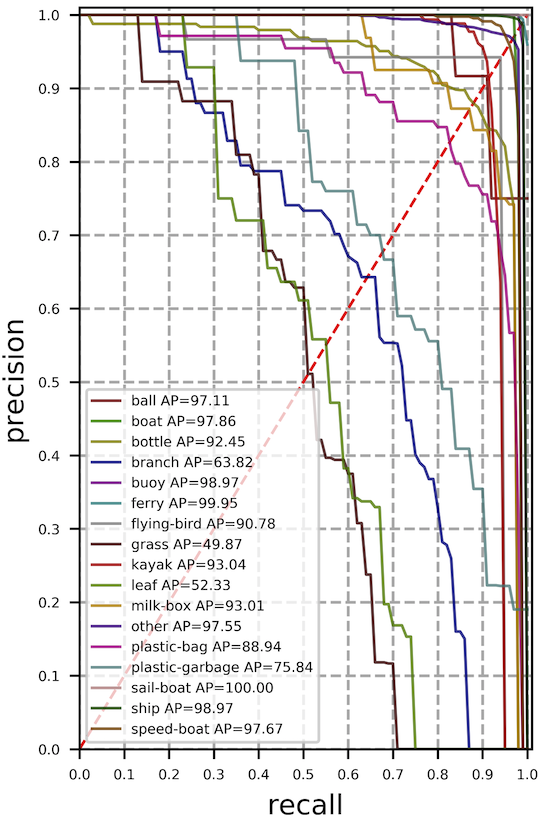 1.0
0.9
0.8
0.7
0.6
0.5
0.4
0.3
0.2
0.1
0.0
precision
ball AP=97.11
boat AP=97.86
bottle AP=92.45
branch AP=63.82
buoy AP=98.97
ferry AP=99.95
flying-bird AP=90.78
grass AP=49.87
kayak AP=93.04
leaf AP=52.33
milk-box AP=93.01
other AP=97.55
plastic-bag AP=88.94
plastic-garbage AP=75.84
sail-boat AP=100.00
ship AP=98.97
speed-boat AP=97.67
0.0 0.1 0.2 0.3 0.4 0.5 0.6 0.7 0.8 0.9 1.0
recall